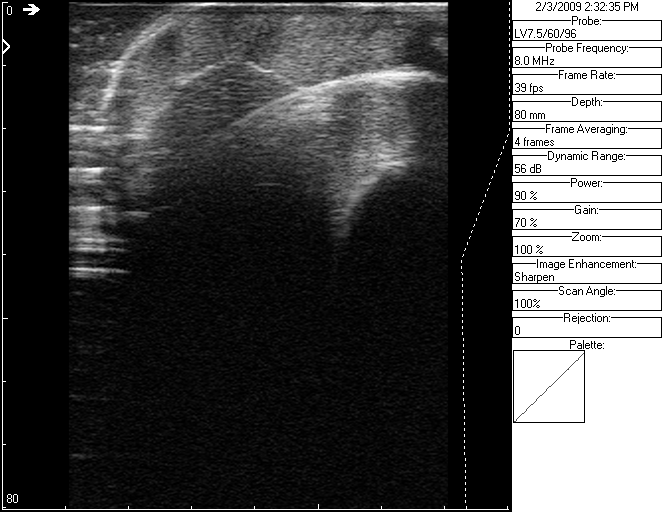 0
80
2/3/2009 2:32:35 PM
Probe:
LV7.5/60/96
Probe Frequency:
8.0 MHz
Frame Rate:
39 fps
Depth:
80 mm
Frame Averaging:
4 frames
Dynamic Range:
56 dB
Power:
90 %
Gain:
70 %
Zoom:
100 %
Image Enhancement:
Sharpen
Scan Angle:
100%
Rejection:
0
Palette: